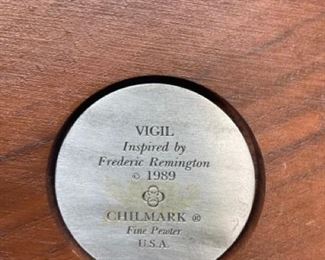 VIGIL
Inspired by
Frederic Remington
© 1989
CHILMARK ®
Fine Pewter
U.S.A.